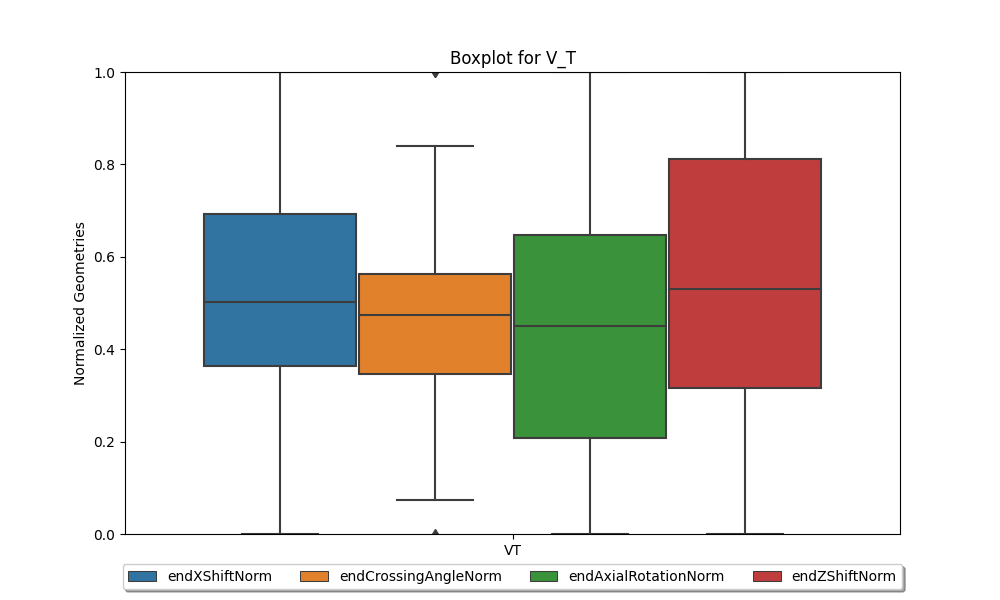 Boxplot for V_T
1.0
0.8
0.6
0.4
0.2
0.0
Normalized Geometries
VT
endXShiftNorm endCrossingAngleNorm endAxialRotationNorm endZShiftNorm